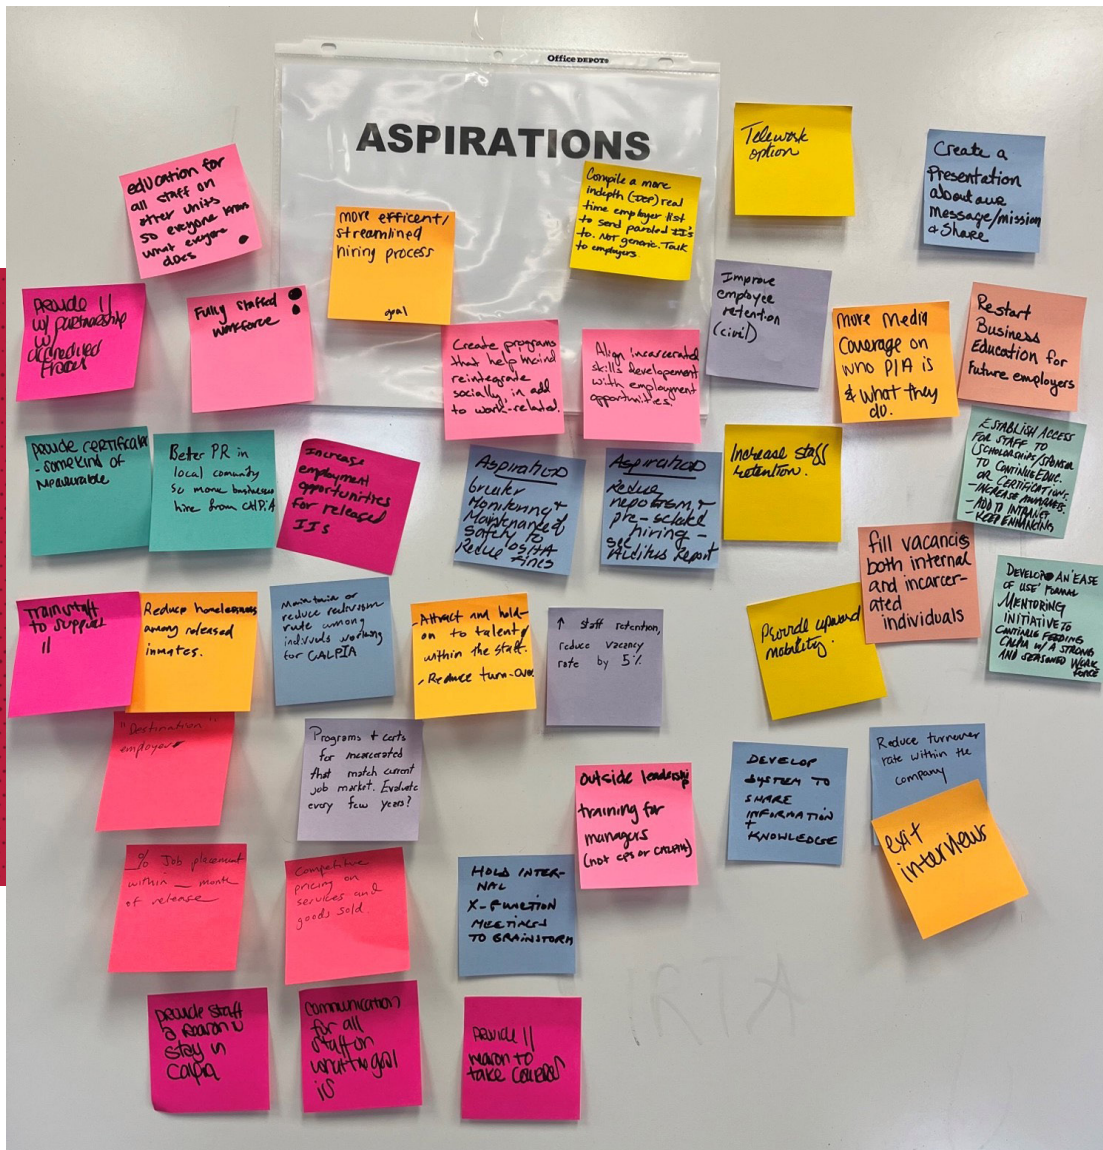 Office DEPOT®
ASPIRATIONS
education for
all staff on
other units
so everyone knows
what everyone
does
more efficent/
streamlined
hiring process
goal
Compile a more
indepth (DEEP) real
time employer list
to send paroled II's
to. Not generic. Talk
to employers.
Telework
option
Create a
presentation
about our
Message/mission
& Share
Provide II
w/ partnership
w/
accredited
Fully Staffed
workforce
Create programs
that help
reintegrate
socially, in add
to work-related.
Align incarcerated
skills developement
with employment
opportunities.
Improve
employee
retention
(civil)
More Media
Coverage on
who PIA is
& what they
do.
Restart
Business
Education for
Future employers
provide certificate
- some kind of
measurable
Better PR in
local comunity
so more businesses
hire from CALPIA
Increase
employment
opportunities
for released
IIs
Aspiration
Greater
Monitoring &
Maintenance of
safety to
Reduce OSHA
fines
Aspiration
Reduce
nepotism &
pre-select
hiring -
see
Auditors Report
Increase staff
retention.
ESTABLISH ACCESS
FOR STAFF TO
SCHOLARSHIPS/SPONSOR
TO CONTINUE EDUC.
OR CERTIFICATIONS.
- INCREASE AWARENESS
- ADD TO INTRANET
- KEEP ENHANCING
fill vacancies
both internal
and incarcer-
ated
individuals
DEVELOP AN 'EASE
OF USE' FORMAL
MENTORING
INITIATIVE TO
CONTINUE FEEDING
CALPIA W/ A STRONG
AND SEASONED WORK
FORCE
Train staff
to support
II
Reduce homelessness
among released
inmates.
Maintain or
reduce recidivism
rate among
individuals working
for CALPIA
- Attract and hold-
on to talent
within the staff.
- Reduce turn-over
↑ staff retention,
reduce vacancy
rate by 5%
Provide upward
mobility.
"Destination"
employer
Programs + certs
for incarcerated
that match current
job market. Evaluate
every few years?
outside leadership
training for
managers
(not CPS or CALPIA)
DEVELOP
SYSTEM TO
SHARE
INFORMATION
+
KNOWLEDGE
Reduce turnover
rate within the
company
exit
interviews
% Job placement
within _ month
of release
Competitive
pricing on
services and
goods sold.
HOLD INTER-
NAL
X-FUNCTION
MEETINGS
TO BRAINSTORM
provide staff
a reason to
stay in
Calpia
Communication
for all
staff on
what the goal
is
Provide II
reason to
take courses